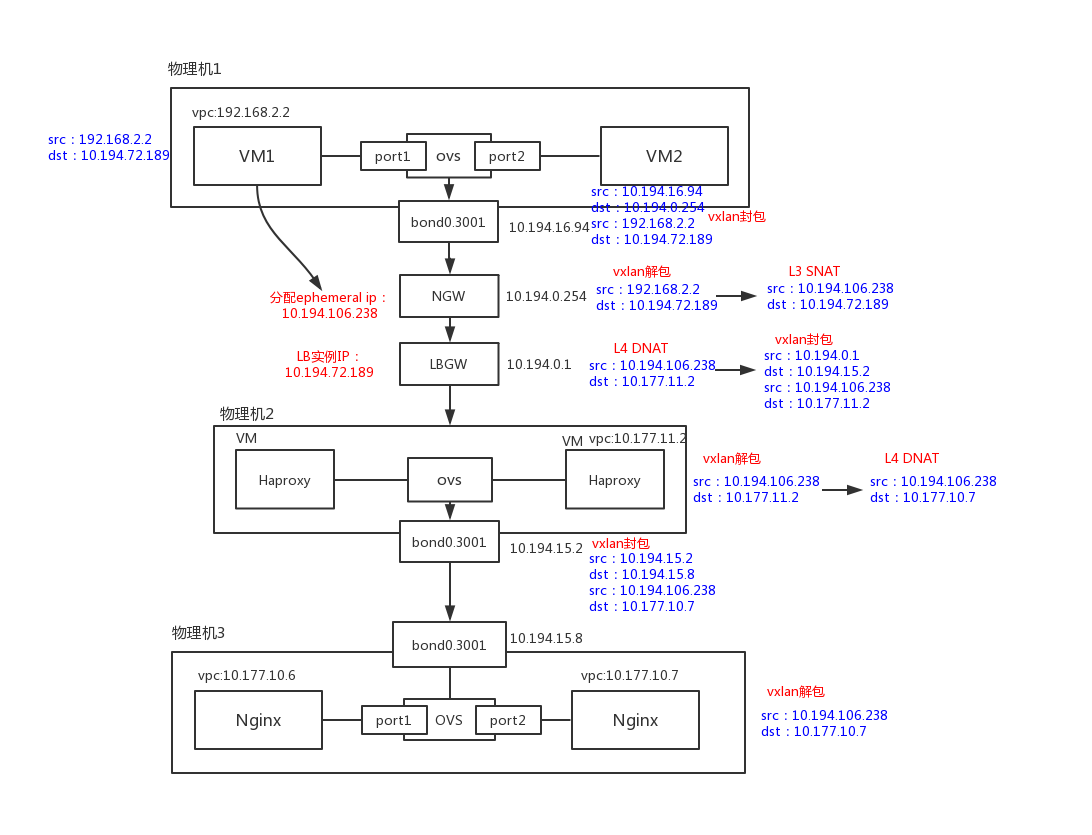 物理机1
vpc:192.168.2.2
src：192.168.2.2
dst：10.194.72.189
VM1
port1
ovs
port2
VM2
bond0.3001
10.194.16.94
src：10.194.16.94
dst：10.194.0.254
src：192.168.2.2
dst：10.194.72.189
vxlan封包
分配ephemeral ip：
10.194.106.238
NGW
10.194.0.254
vxlan解包
src：192.168.2.2
dst：10.194.72.189
L3 SNAT
src：10.194.106.238
dst：10.194.72.189
LB实例IP：
10.194.72.189
LBGW
10.194.0.1
L4 DNAT
src：10.194.106.238
dst：10.177.11.2
vxlan封包
src：10.194.0.1
dst：10.194.15.2
src：10.194.106.238
dst：10.177.11.2
物理机2
VM
Haproxy
ovs
VM
vpc:10.177.11.2
Haproxy
vxlan解包
src：10.194.106.238
dst：10.177.11.2
L4 DNAT
src：10.194.106.238
dst：10.177.10.7
bond0.3001
10.194.15.2
vxlan封包
src：10.194.15.2
dst：10.194.15.8
src：10.194.106.238
dst：10.177.10.7
物理机3
bond0.3001
10.194.15.8
vpc:10.177.10.6
Nginx
port1
OVS
port2
vpc:10.177.10.7
Nginx
vxlan解包
src：10.194.106.238
dst：10.177.10.7